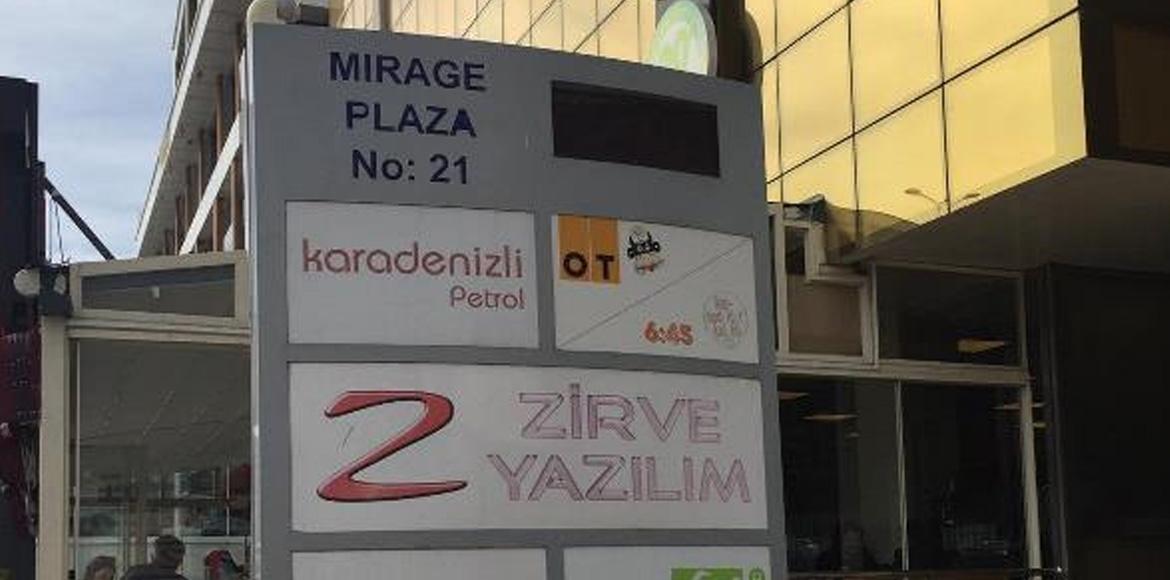 MIRAGE
PLAZA
No: 21
karadenizli
Petrol
OT
6:45
ZİRVE
YAZILIM